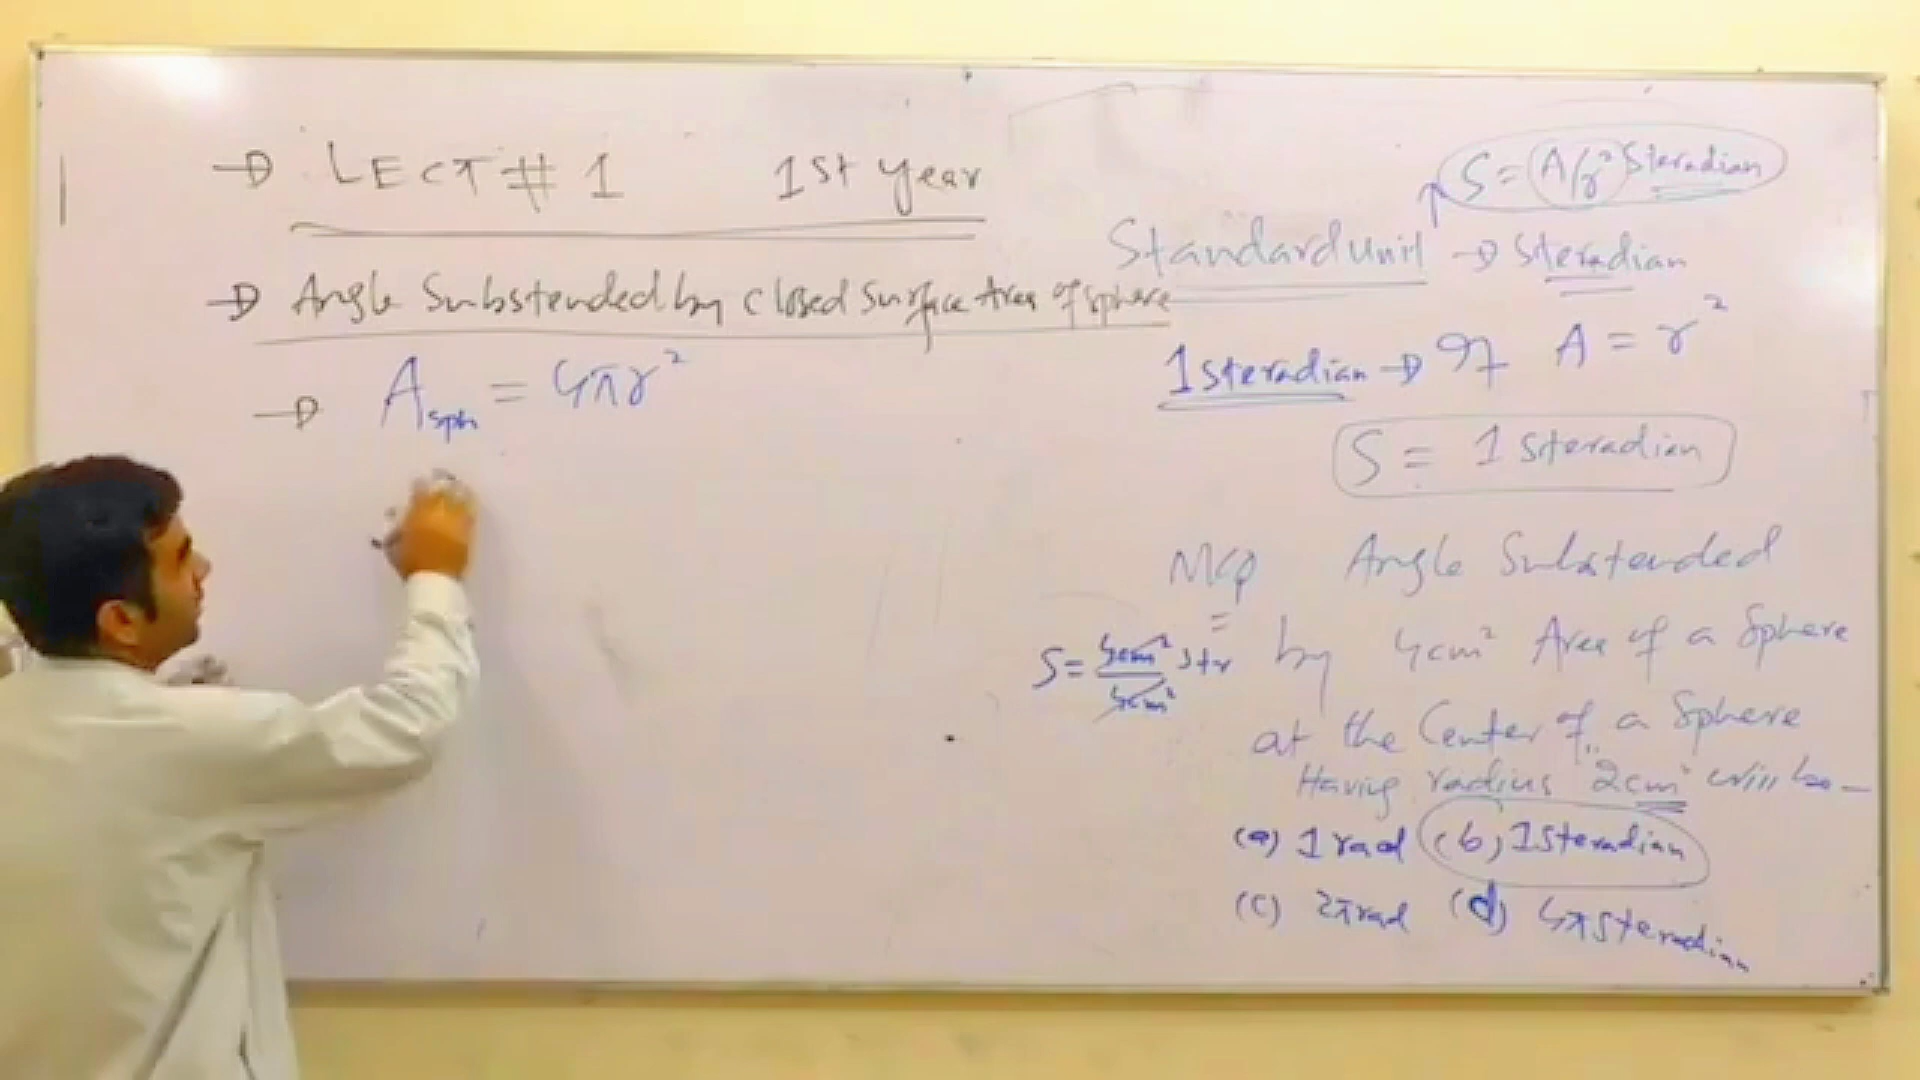 LECT # 1 1st Year
Angle Substended by Closed Surface Area of Sphere
A sph = 4πr²
S = A/r² Steradian
Standard Unit → Steradian
1 Steradian → If A = r²
S = 1 Steradian
MCQ Angle Substended
by 4cm² Area of a Sphere
S = 4cm²/4cm² str
at the Center of a Sphere
Having radius "2cm" will be —
(a) 1 rad (b) 1 Steradian
(c) 2π rad (d) 4π Steradian